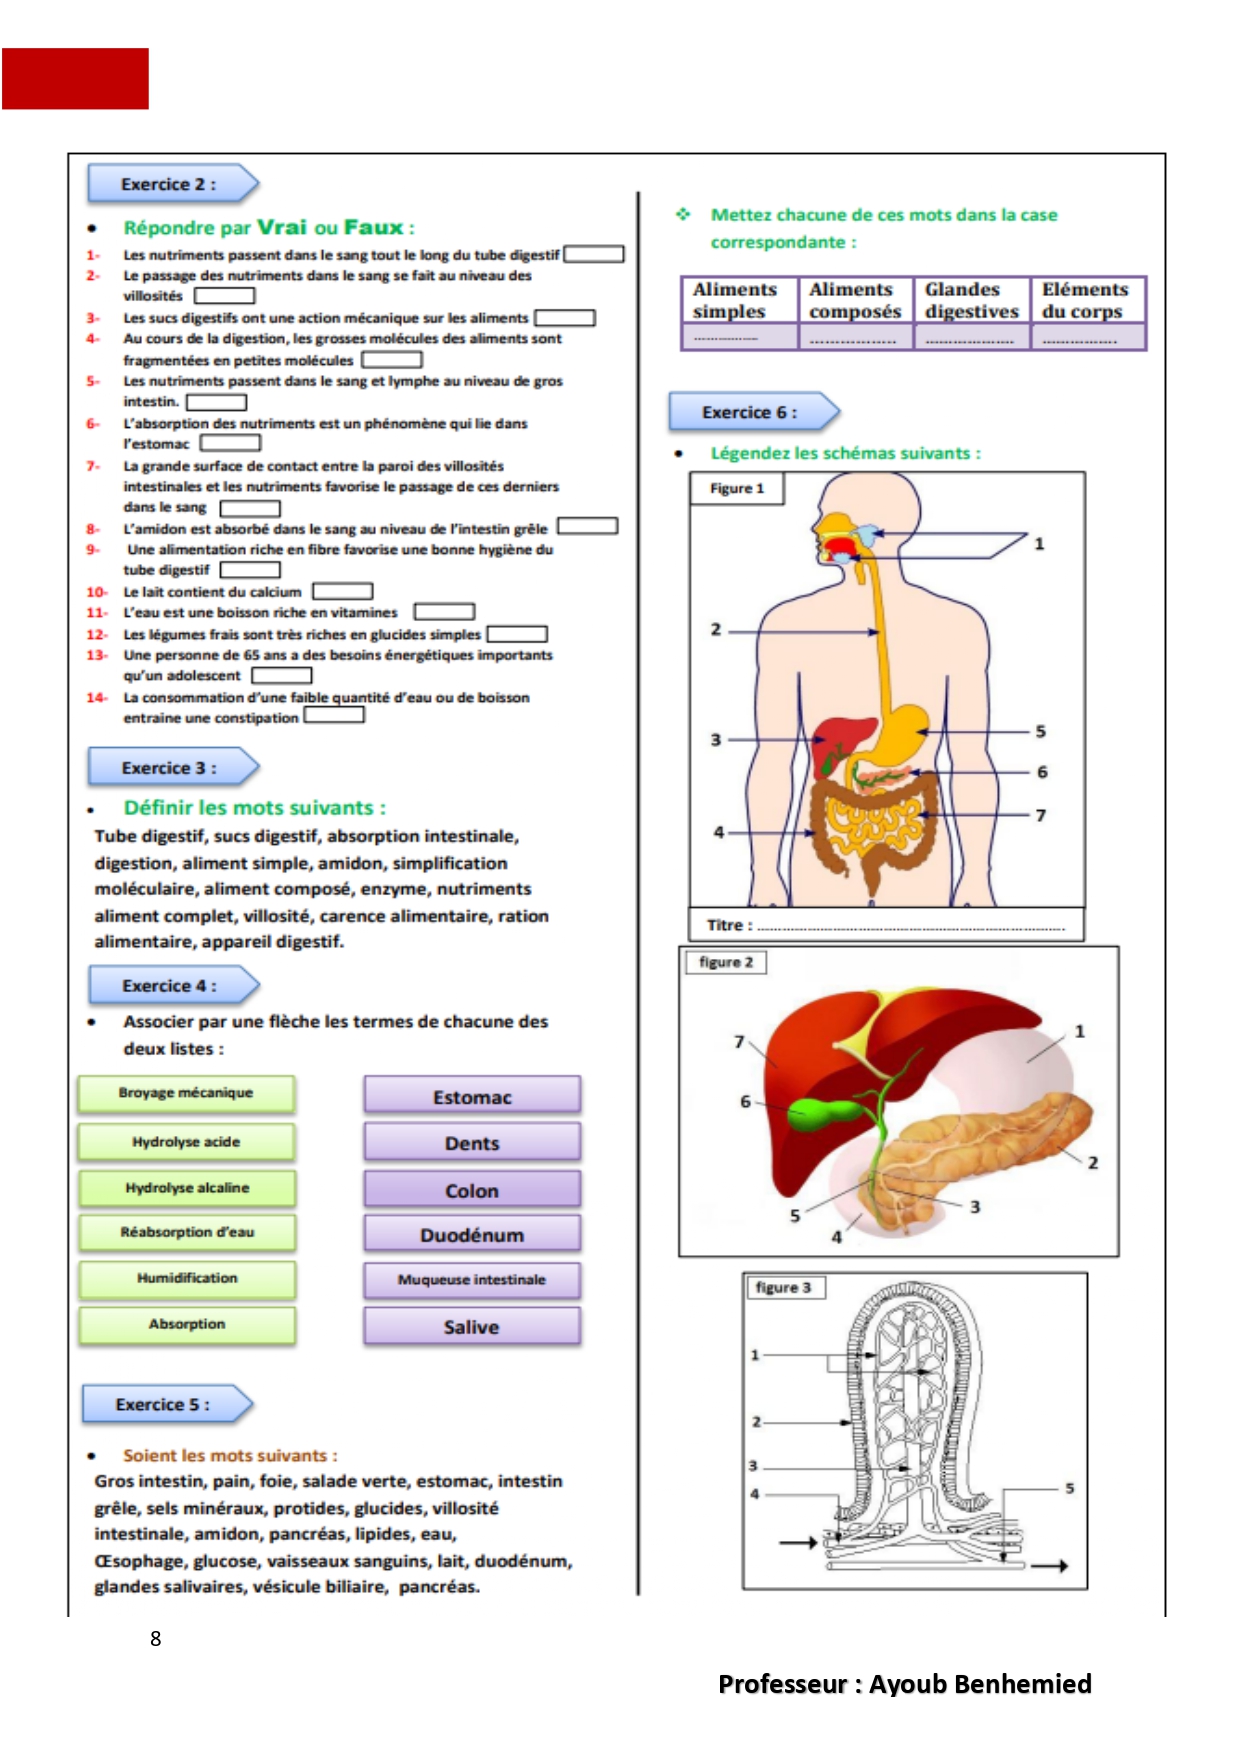 Exercice 2 :
• Répondre par Vrai ou Faux :
1- Les nutriments passent dans le sang tout le long du tube digestif
2- Le passage des nutriments dans le sang se fait au niveau des
villosités
3- Les sucs digestifs ont une action mécanique sur les aliments
4- Au cours de la digestion, les grosses molécules des aliments sont
fragmentées en petites molécules
5- Les nutriments passent dans le sang et lymphe au niveau de gros
intestin.
6- L'absorption des nutriments est un phénomène qui lie dans
l'estomac
7- La grande surface de contact entre la paroi des villosités
intestinales et les nutriments favorise le passage de ces derniers
dans le sang
8- L'amidon est absorbé dans le sang au niveau de l'intestin grêle
9- Une alimentation riche en fibre favorise une bonne hygiène du
tube digestif
10- Le lait contient du calcium
11- L'eau est une boisson riche en vitamines
12- Les légumes frais sont très riches en glucides simples
13- Une personne de 65 ans a des besoins énergétiques importants
qu'un adolescent
14- La consommation d'une faible quantité d'eau ou de boisson
entraine une constipation
Exercice 3 :
• Définir les mots suivants :
Tube digestif, sucs digestif, absorption intestinale,
digestion, aliment simple, amidon, simplification
moléculaire, aliment composé, enzyme, nutriments
aliment complet, villosité, carence alimentaire, ration
alimentaire, appareil digestif.
Exercice 4 :
• Associer par une flèche les termes de chacune des
deux listes :
Broyage mécanique Estomac
Hydrolyse acide Dents
Hydrolyse alcaline Colon
Réabsorption d'eau Duodénum
Humidification Muqueuse intestinale
Absorption Salive
Exercice 5 :
• Soient les mots suivants :
Gros intestin, pain, foie, salade verte, estomac, intestin
grêle, sels minéraux, protides, glucides, villosité
intestinale, amidon, pancréas, lipides, eau,
Œsophage, glucose, vaisseaux sanguins, lait, duodénum,
glandes salivaires, vésicule biliaire, pancréas.
❖ Mettez chacune de ces mots dans la case
correspondante :
Aliments simples Aliments composés Glandes digestives Eléments du corps
................ ................ ................ ................
Exercice 6 :
• Légendez les schémas suivants :
Figure 1
1
2
3
5
6
7
4
Titre : ................................................................
figure 2
1
7
6
2
3
5
4
figure 3
1
2
3
4
5
8
Professeur : Ayoub Benhemied